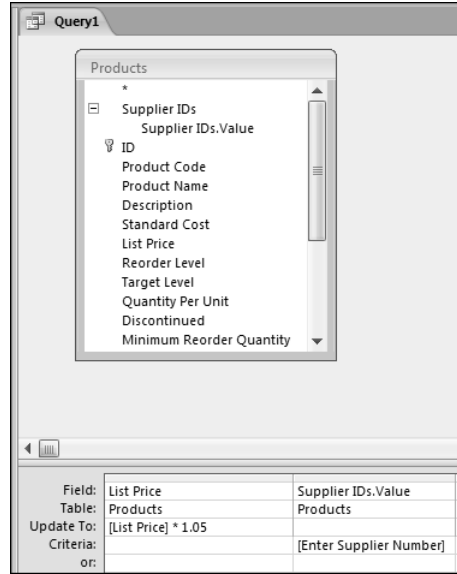 Query1
Products
*
Supplier IDs
Supplier IDs.Value
ID
Product Code
Product Name
Description
Standard Cost
List Price
Reorder Level
Target Level
Quantity Per Unit
Discontinued
Minimum Reorder Quantity
Field: List Price Supplier IDs.Value
Table: Products Products
Update To: [List Price] * 1.05
Criteria: [Enter Supplier Number]
or: